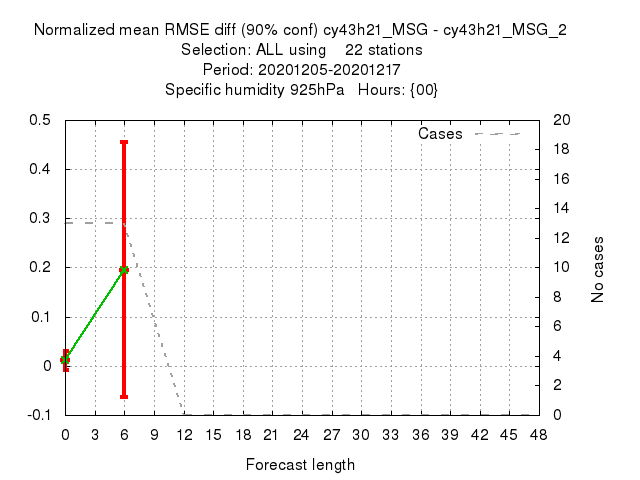 Normalized mean RMSE diff (90% conf) cy43h21_MSG - cy43h21_MSG_2
Selection: ALL using    22 stations
Period: 20201205-20201217
Specific humidity 925hPa   Hours: {00}
Cases
0.5
0.4
0.3
0.2
0.1
0
-0.1
20
18
16
14
12
10
8
6
4
2
0
No cases
0 3 6 9 12 15 18 21 24 27 30 33 36 39 42 45 48
Forecast length